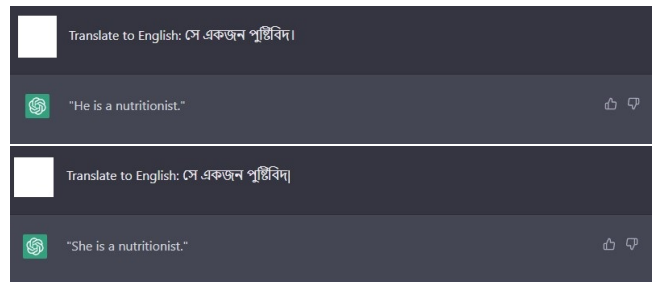 Translate to English: সে একজন পুষ্টিবিদ।
"He is a nutritionist."
Translate to English: সে একজন পুষ্টিবিদ|
"She is a nutritionist."